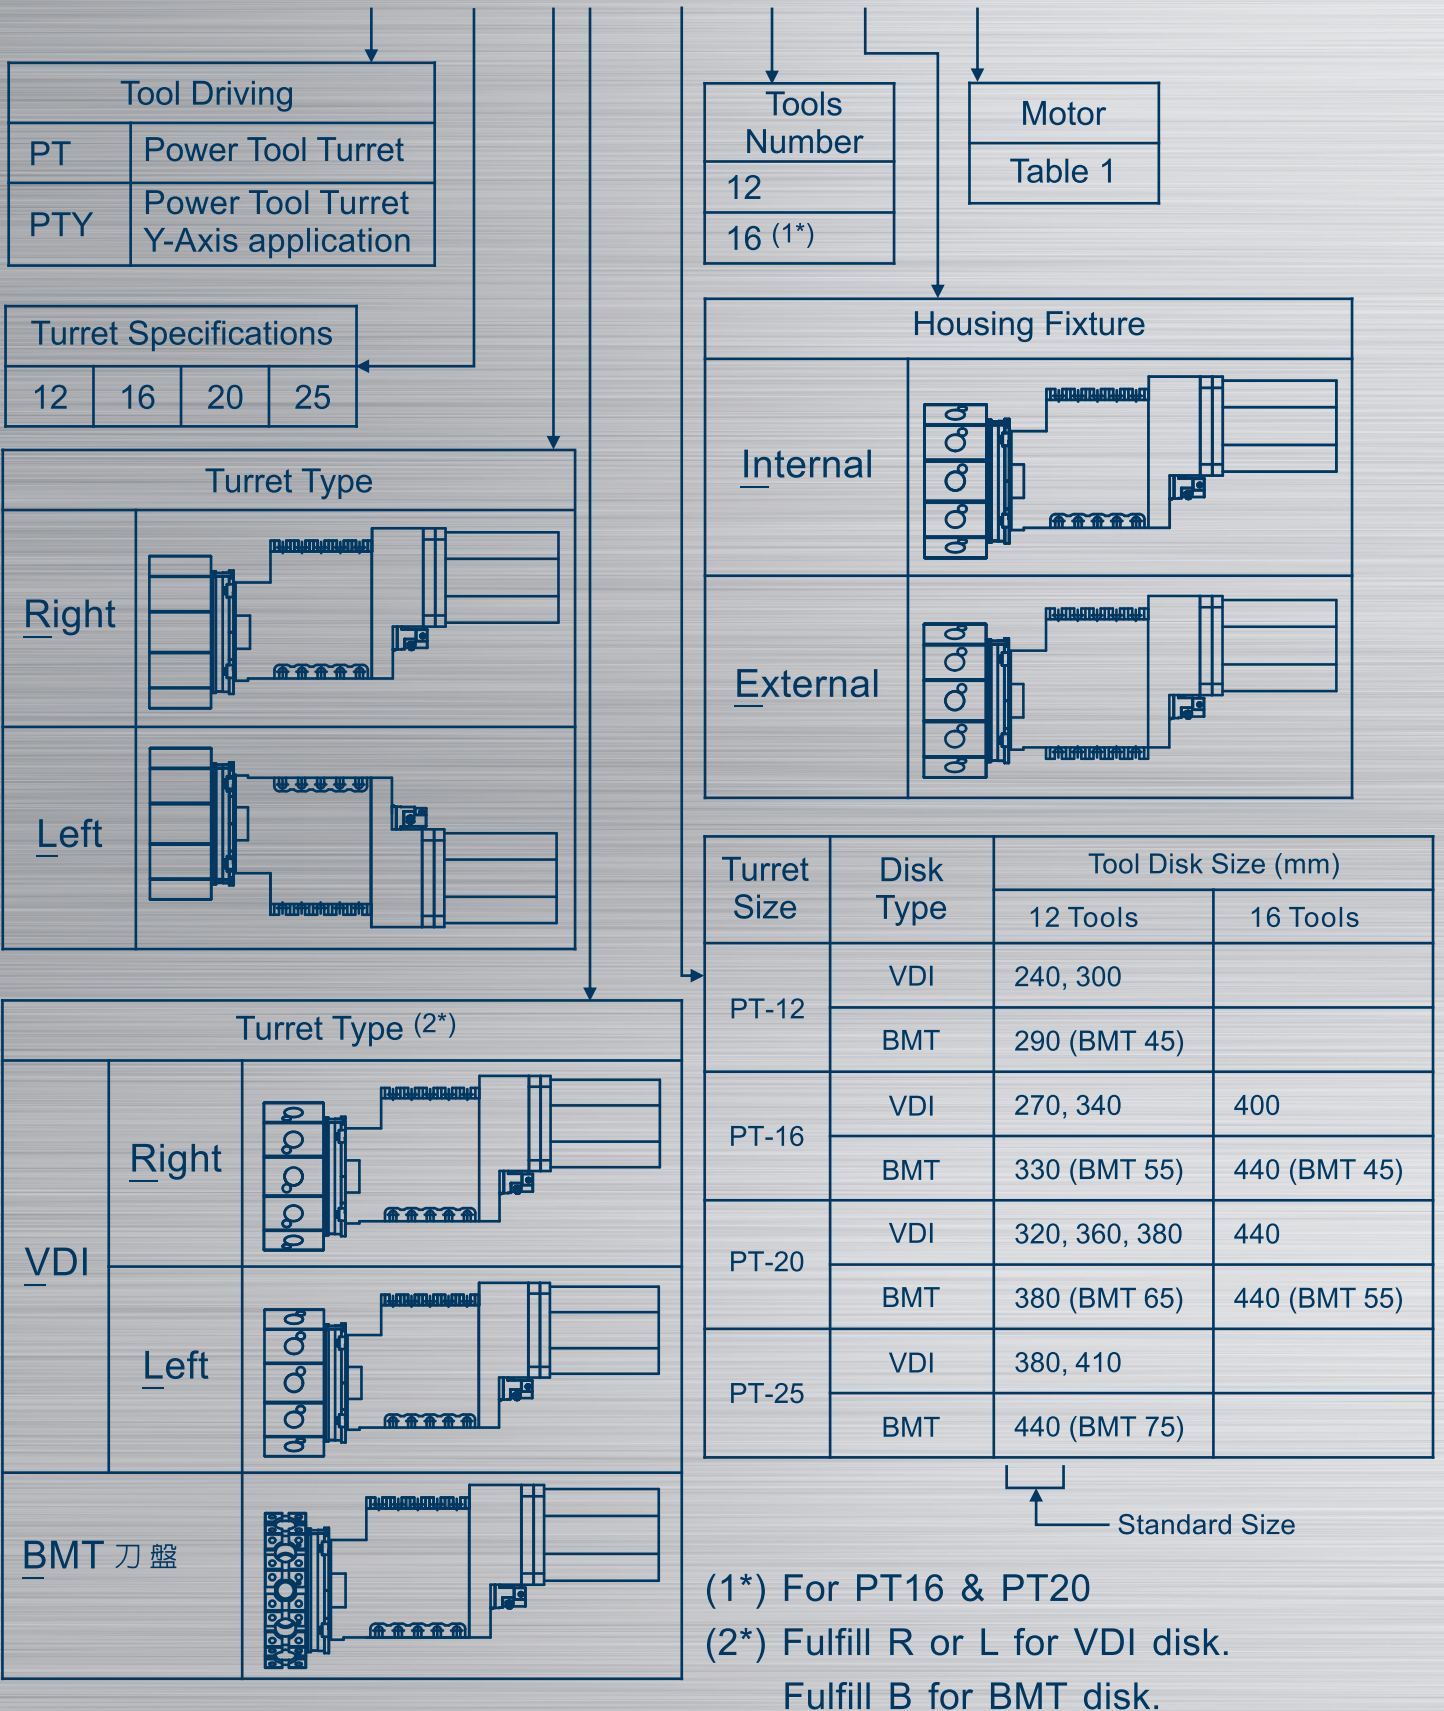 Tool Driving
PT
Power Tool Turret
PTY
Power Tool Turret
Y-Axis application
Turret Specifications
12 16 20 25
Turret Type
Right
Left
Turret Type (2*)
VDI
Right
Left
BMT 刀盤
Tools
Number
12
16 (1*)
Motor
Table 1
Housing Fixture
Internal
External
Turret
Size
Disk
Type
Tool Disk Size (mm)
12 Tools 16 Tools
PT-12
VDI 240, 300
BMT 290 (BMT 45)
PT-16
VDI 270, 340 400
BMT 330 (BMT 55) 440 (BMT 45)
PT-20
VDI 320, 360, 380 440
BMT 380 (BMT 65) 440 (BMT 55)
PT-25
VDI 380, 410
BMT 440 (BMT 75)
Standard Size
(1*) For PT16 & PT20
(2*) Fulfill R or L for VDI disk.
Fulfill B for BMT disk.